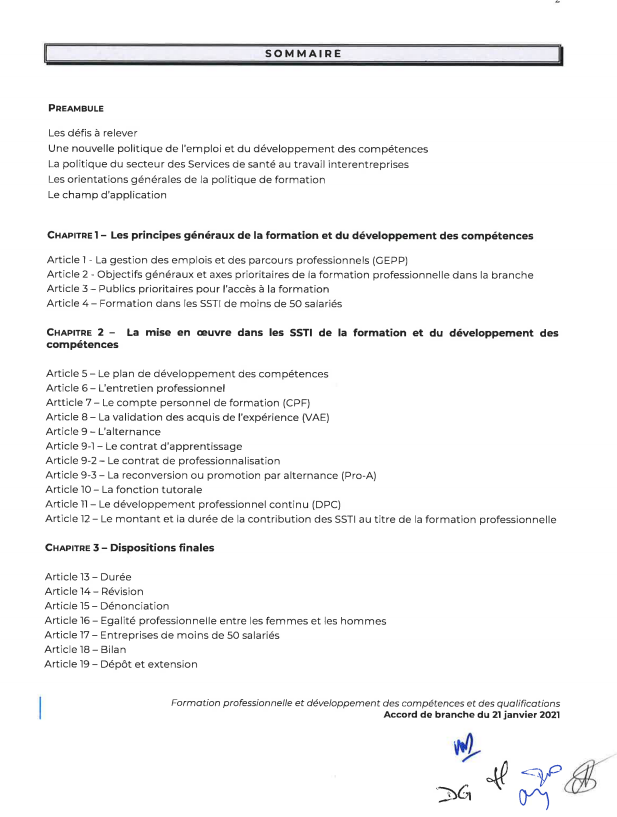 SOMMAIRE
PREAMBULE
Les défis à relever
Une nouvelle politique de l'emploi et du développement des compétences
La politique du secteur des Services de santé au travail interentreprises
Les orientations générales de la politique de formation
Le champ d'application
CHAPITRE 1 – Les principes généraux de la formation et du développement des compétences
Article 1 - La gestion des emplois et des parcours professionnels (GEPP)
Article 2 - Objectifs généraux et axes prioritaires de la formation professionnelle dans la branche
Article 3 – Publics prioritaires pour l'accès à la formation
Article 4 – Formation dans les SSTI de moins de 50 salariés
CHAPITRE 2 – La mise en œuvre dans les SSTI de la formation et du développement des
compétences
Article 5 – Le plan de développement des compétences
Article 6 – L'entretien professionnel
Artticle 7 – Le compte personnel de formation (CPF)
Article 8 – La validation des acquis de l'expérience (VAE)
Article 9 – L'alternance
Article 9-1 – Le contrat d'apprentissage
Article 9-2 – Le contrat de professionnalisation
Article 9-3 – La reconversion ou promotion par alternance (Pro-A)
Article 10 – La fonction tutorale
Article 11 – Le développement professionnel continu (DPC)
Article 12 – Le montant et la durée de la contribution des SSTI au titre de la formation professionnelle
CHAPITRE 3 – Dispositions finales
Article 13 – Durée
Article 14 – Révision
Article 15 – Dénonciation
Article 16 – Egalité professionnelle entre les femmes et les hommes
Article 17 – Entreprises de moins de 50 salariés
Article 18 – Bilan
Article 19 – Dépôt et extension
Formation professionnelle et développement des compétences et des qualifications
Accord de branche du 21 janvier 2021
DG